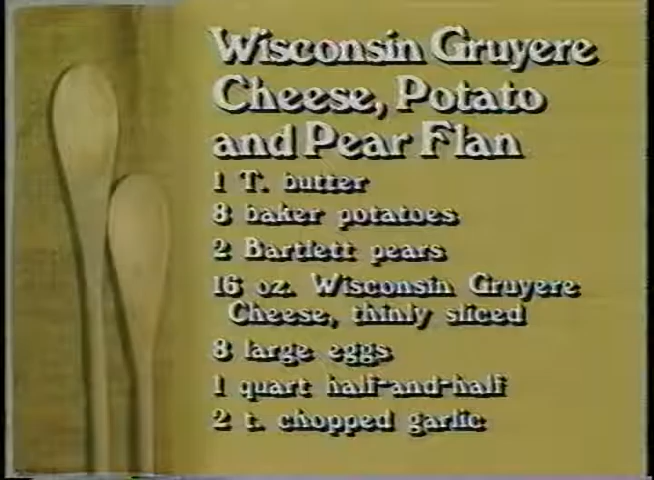 Wisconsin Gruyere
Cheese, Potato
and Pear Flan
1 T. butter
8 baker potatoes
2 Bartlett pears
16 oz. Wisconsin Gruyere
Cheese, thinly sliced
8 large eggs
1 quart half-and-half
2 t. chopped garlic